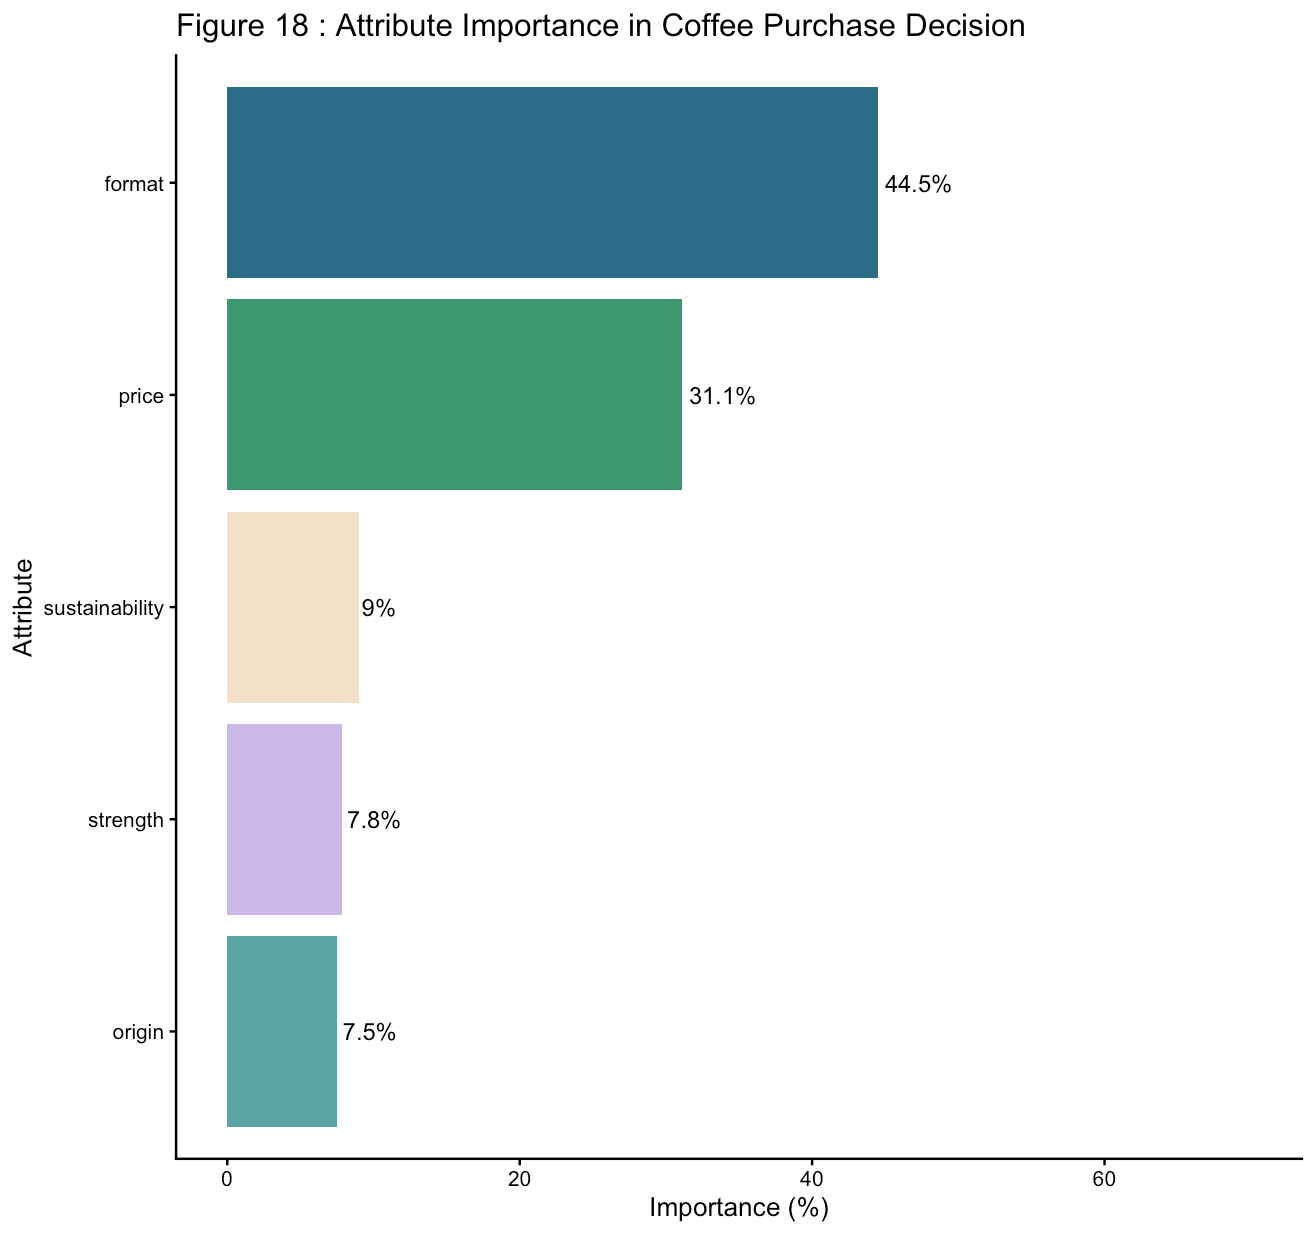 Figure 18 : Attribute Importance in Coffee Purchase Decision
Attribute
format
44.5%
price
31.1%
sustainability
9%
strength
7.8%
origin
7.5%
0
20
40
60
Importance (%)